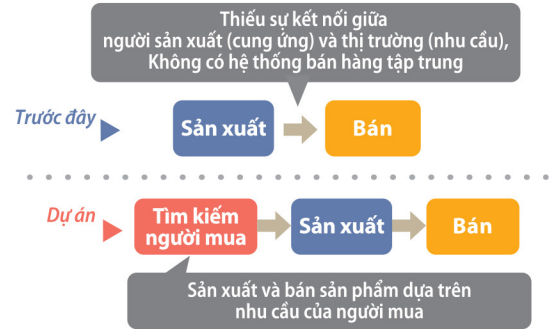 Thiếu sự kết nối giữa
người sản xuất (cung ứng) và thị trường (nhu cầu),
Không có hệ thống bán hàng tập trung
Trước đây
Sản xuất
Bán
Dự án
Tìm kiếm
người mua
Sản xuất
Bán
Sản xuất và bán sản phẩm dựa trên
nhu cầu của người mua